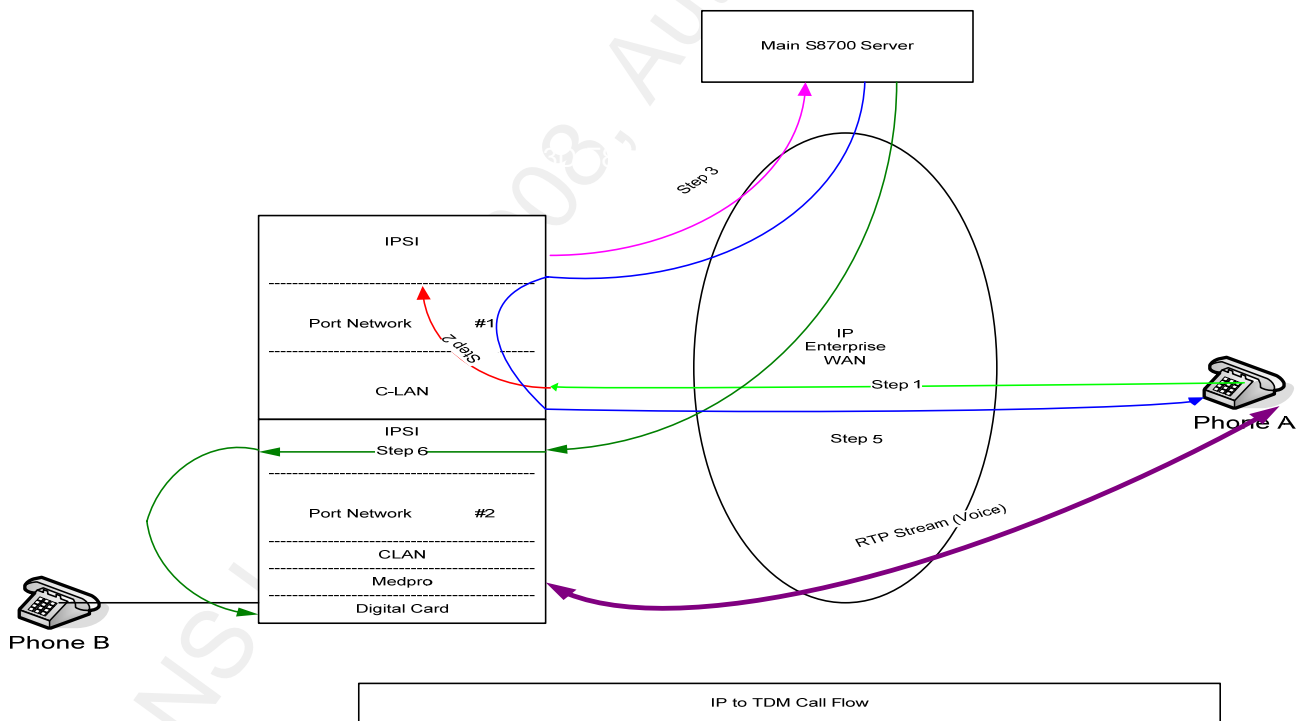 Main S8700 Server
Step 3
IPSI
Port Network #1
Step 2
C-LAN
IP
Enterprise
WAN
Step 1
Phone A
IPSI
Step 6
Step 5
Port Network #2
RTP Stream (Voice)
CLAN
Medpro
Digital Card
Phone B
IP to TDM Call Flow